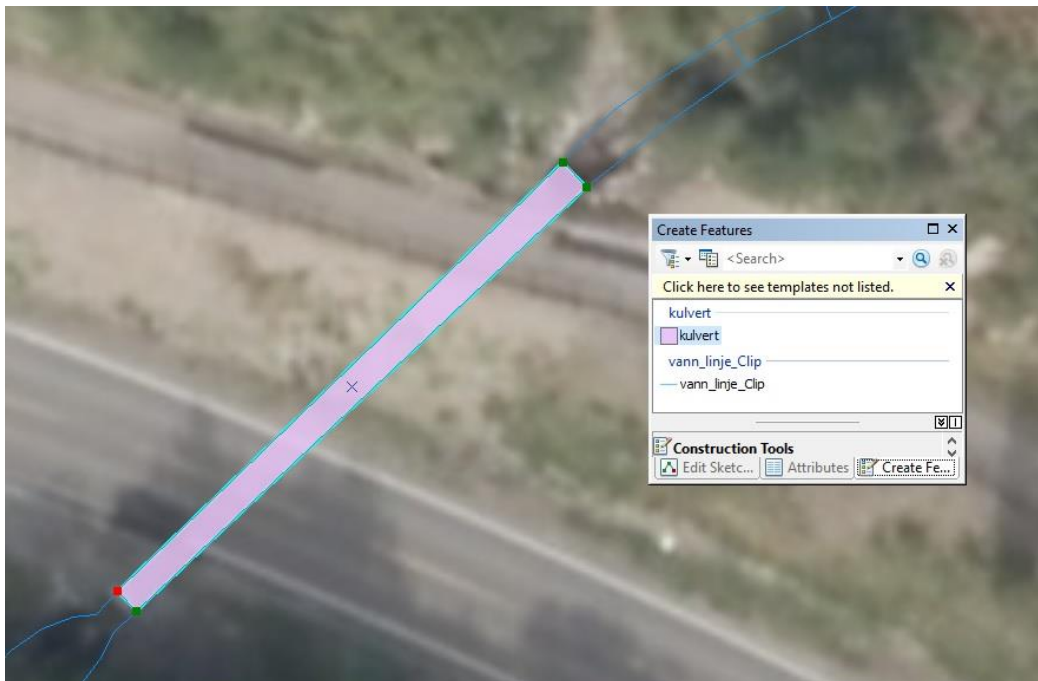 Create Features
<Search>
Click here to see templates not listed.
kulvert
kulvert
vann_linje_Clip
vann_linje_Clip
Construction Tools
Edit Sketc...
Attributes
Create Fe...